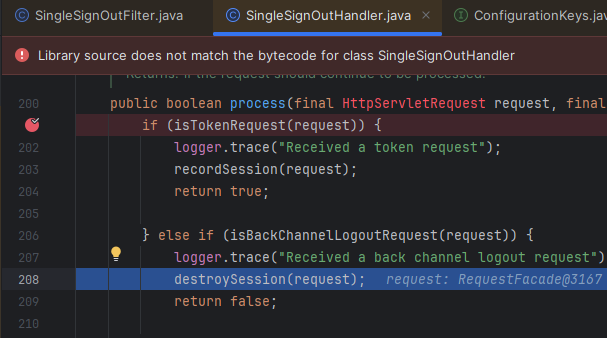 SingleSignOutFilter.java SingleSignOutHandler.java ConfigurationKeys.jav
Library source does not match the bytecode for class SingleSignOutHandler
Returns: if the request should continue to be processed.
200 public boolean process(final HttpServletRequest request, final
if (isTokenRequest(request)) {
202 logger.trace("Received a token request");
203 recordSession(request);
204 return true;
205
206 } else if (isBackChannelLogoutRequest(request)) {
207 logger.trace("Received a back channel logout request")
208 destroySession(request); request: RequestFacade@3167
209 return false;
210